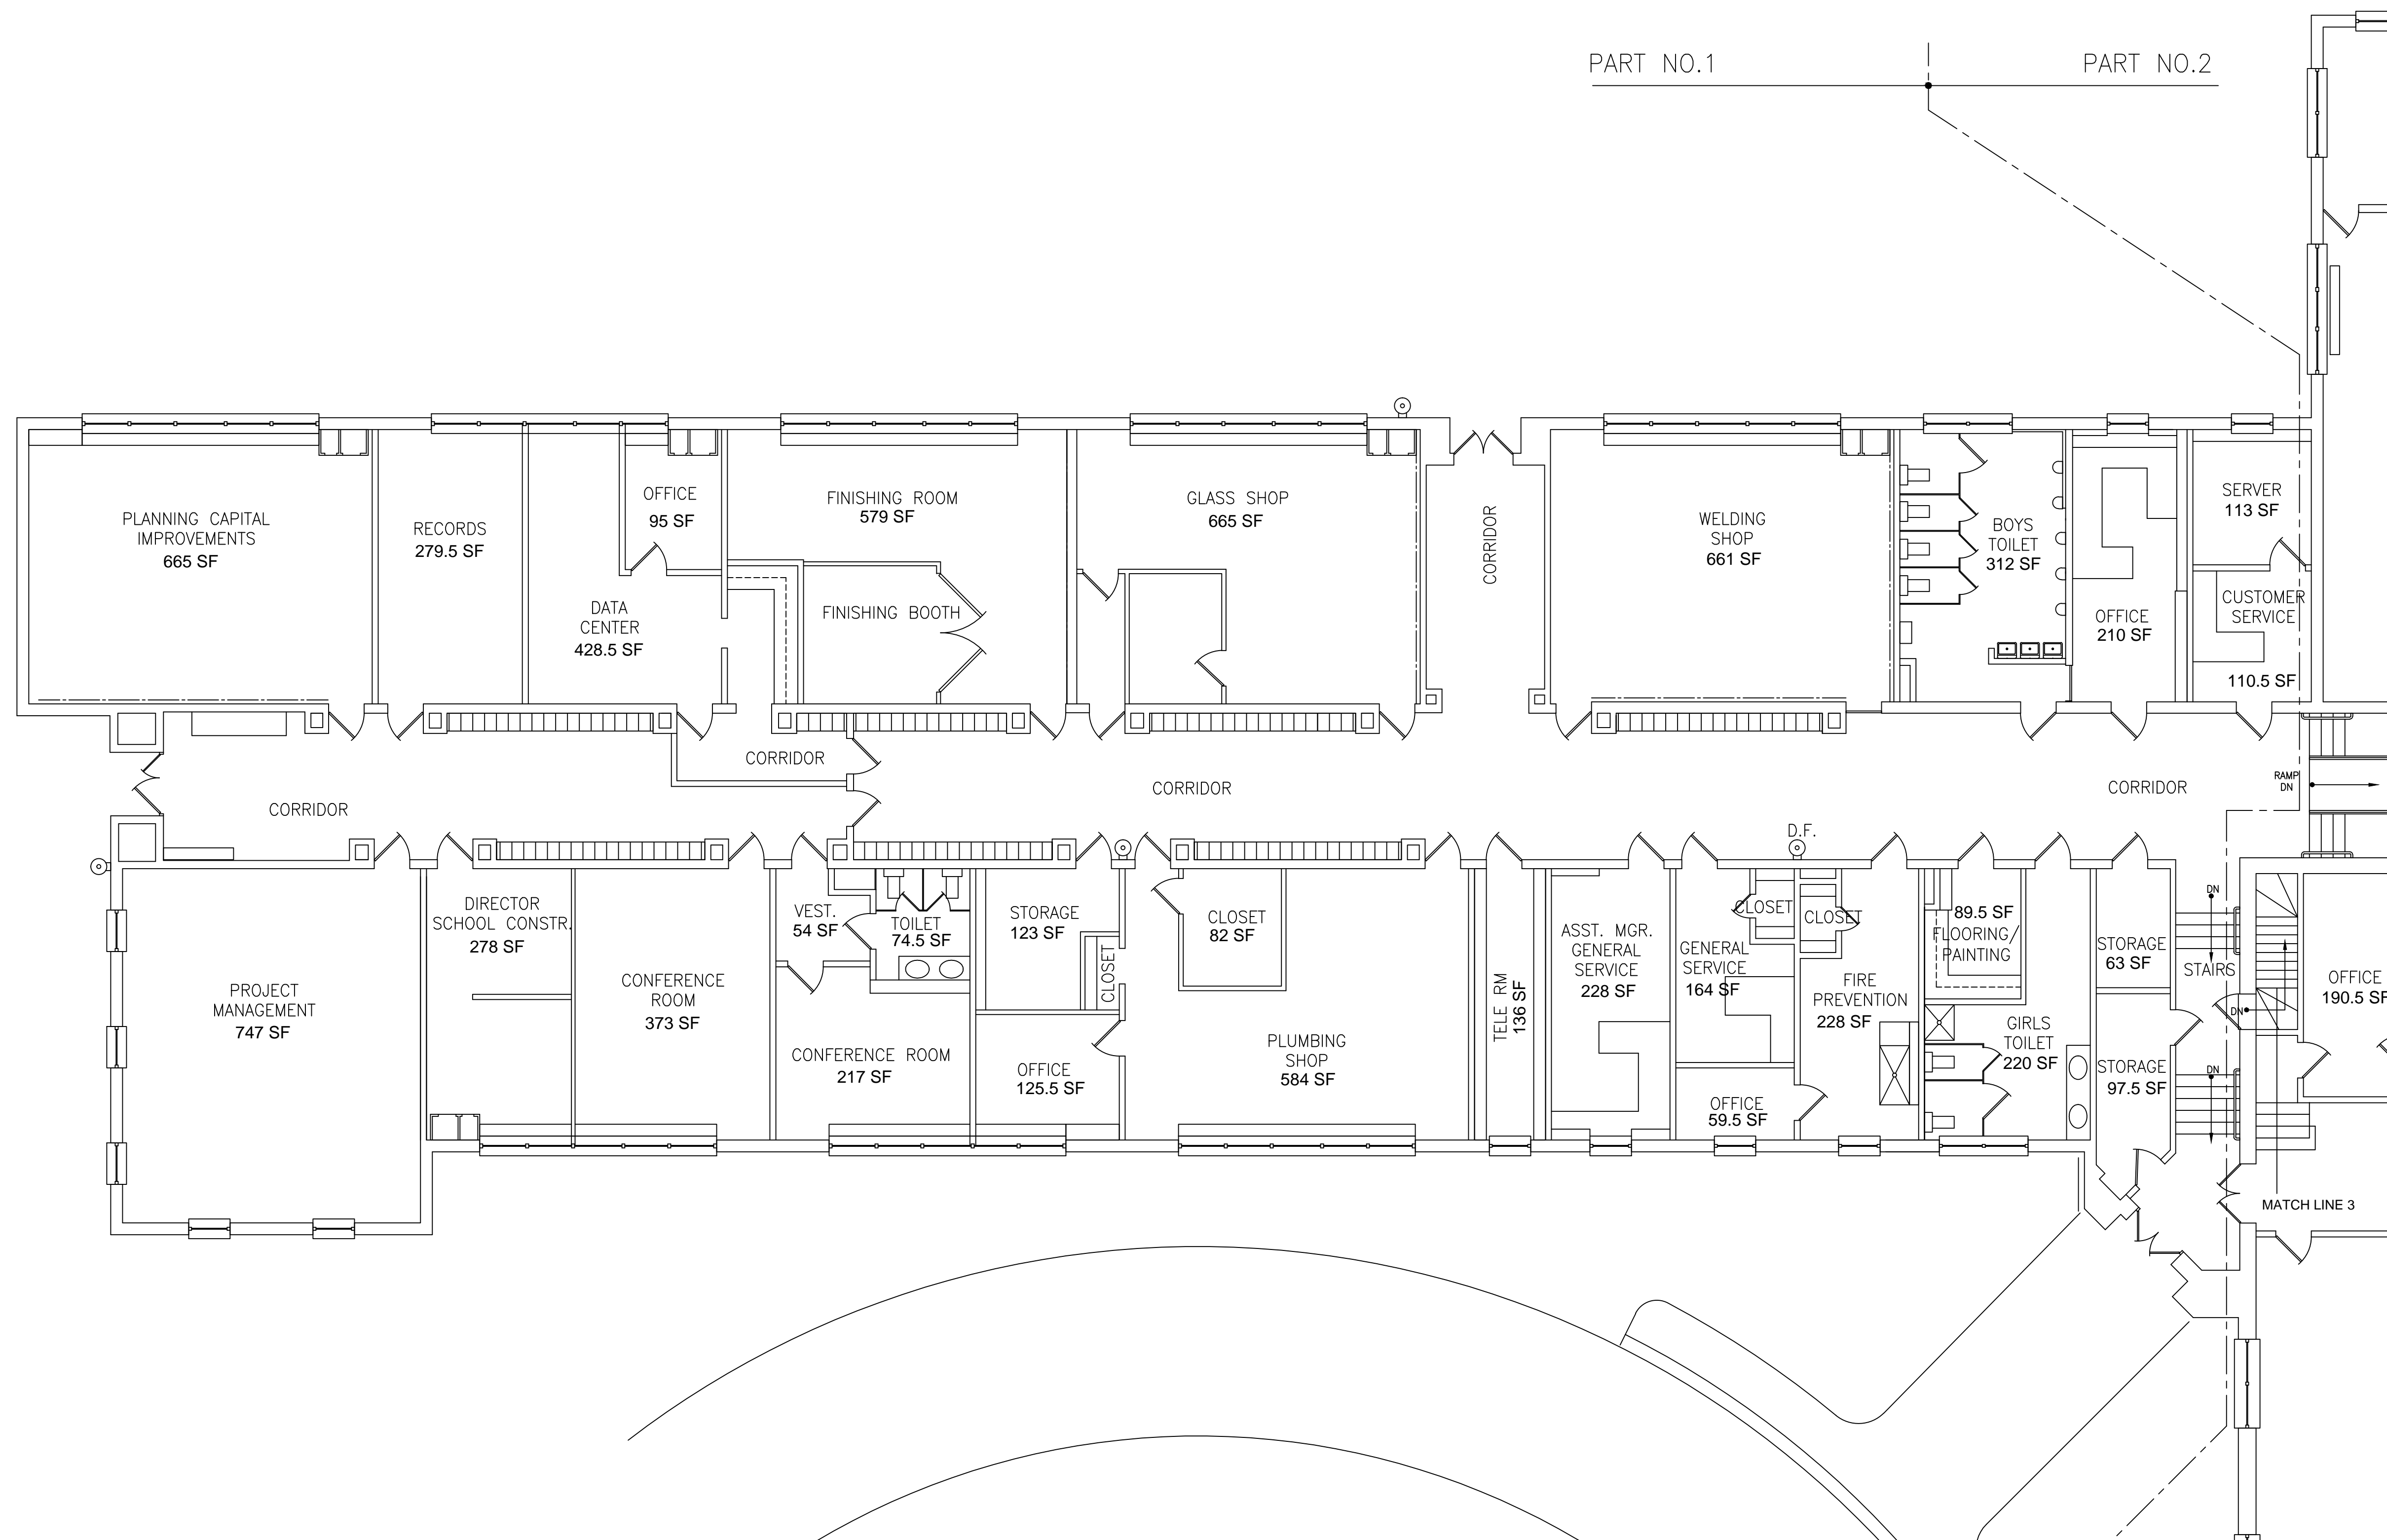 PART NO.1
PART NO.2
PLANNING CAPITAL
IMPROVEMENTS
665 SF
RECORDS
279.5 SF
DATA
CENTER
428.5 SF
OFFICE
95 SF
FINISHING ROOM
579 SF
FINISHING BOOTH
GLASS SHOP
665 SF
CORRIDOR
WELDING
SHOP
661 SF
BOYS
TOILET
312 SF
OFFICE
210 SF
SERVER
113 SF
CUSTOMER
SERVICE
110.5 SF
CORRIDOR
CORRIDOR
CORRIDOR
CORRIDOR
RAMP
DN
D.F.
PROJECT
MANAGEMENT
747 SF
DIRECTOR
SCHOOL CONSTR.
278 SF
CONFERENCE
ROOM
373 SF
VEST.
54 SF
TOILET
74.5 SF
CONFERENCE ROOM
217 SF
STORAGE
123 SF
CLOSET
OFFICE
125.5 SF
CLOSET
82 SF
PLUMBING
SHOP
584 SF
TELE RM
136 SF
ASST. MGR.
GENERAL
SERVICE
228 SF
CLOSET
GENERAL
SERVICE
164 SF
OFFICE
59.5 SF
CLOSET
FIRE
PREVENTION
228 SF
89.5 SF
FLOORING/
PAINTING
GIRLS
TOILET
220 SF
STORAGE
63 SF
STORAGE
97.5 SF
DN
STAIRS
DN
DN
OFFICE
190.5 SF
MATCH LINE 3